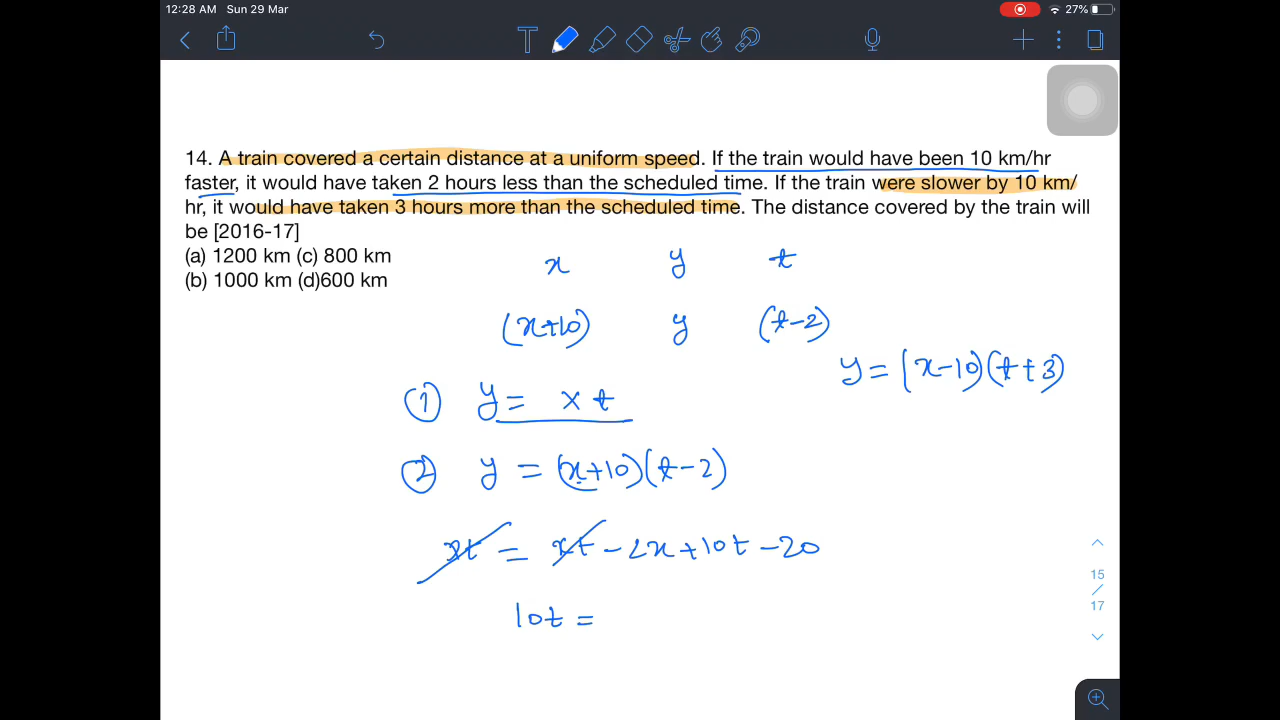 12:28 AM Sun 29 Mar
27%
T
14. A train covered a certain distance at a uniform speed. If the train would have been 10 km/hr
faster, it would have taken 2 hours less than the scheduled time. If the train were slower by 10 km/
hr, it would have taken 3 hours more than the scheduled time. The distance covered by the train will
be [2016-17]
(a) 1200 km (c) 800 km
(b) 1000 km (d)600 km
x y t
(x+10) y (t-2)
y = (x-10)(t+3)
① y = xt
② y = (x+10)(t-2)
xt = xt - 2x + 10t - 20
10t =
15
/
17